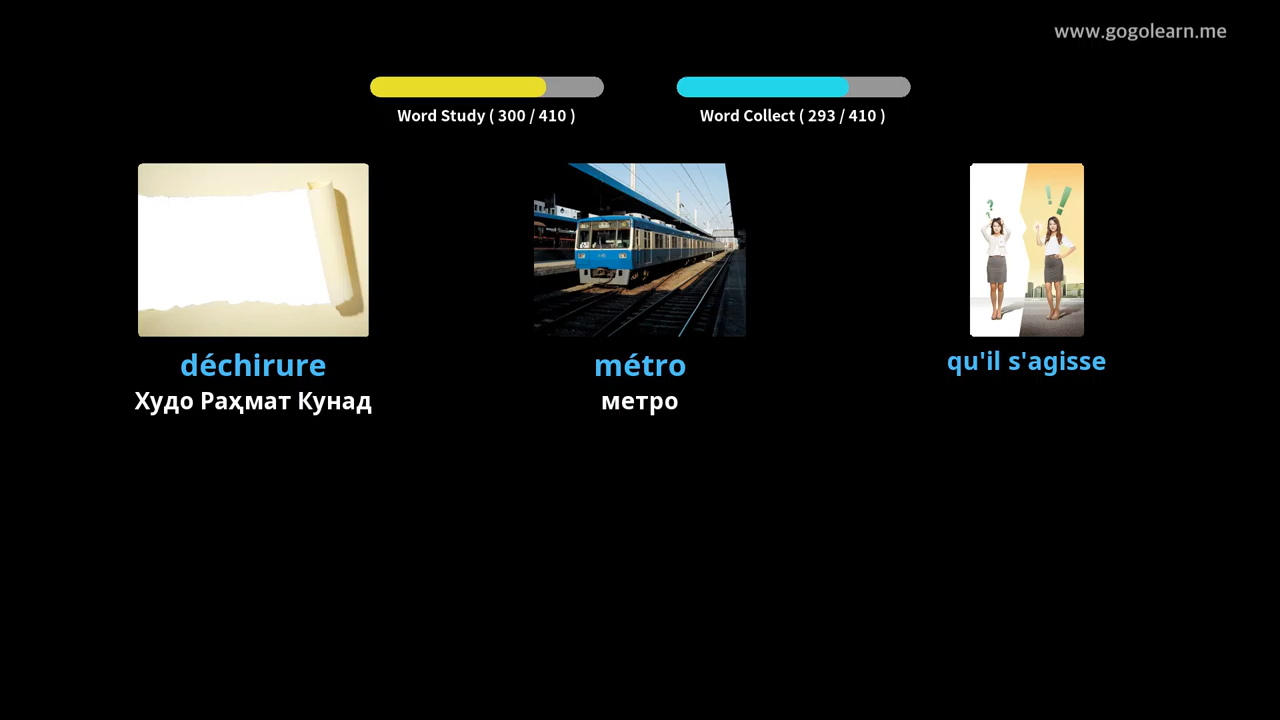 www.gogolearn.me
Word Study ( 300 / 410 )
Word Collect ( 293 / 410 )
déchirure
Худо Раҳмат Кунад
métro
метро
qu'il s'agisse